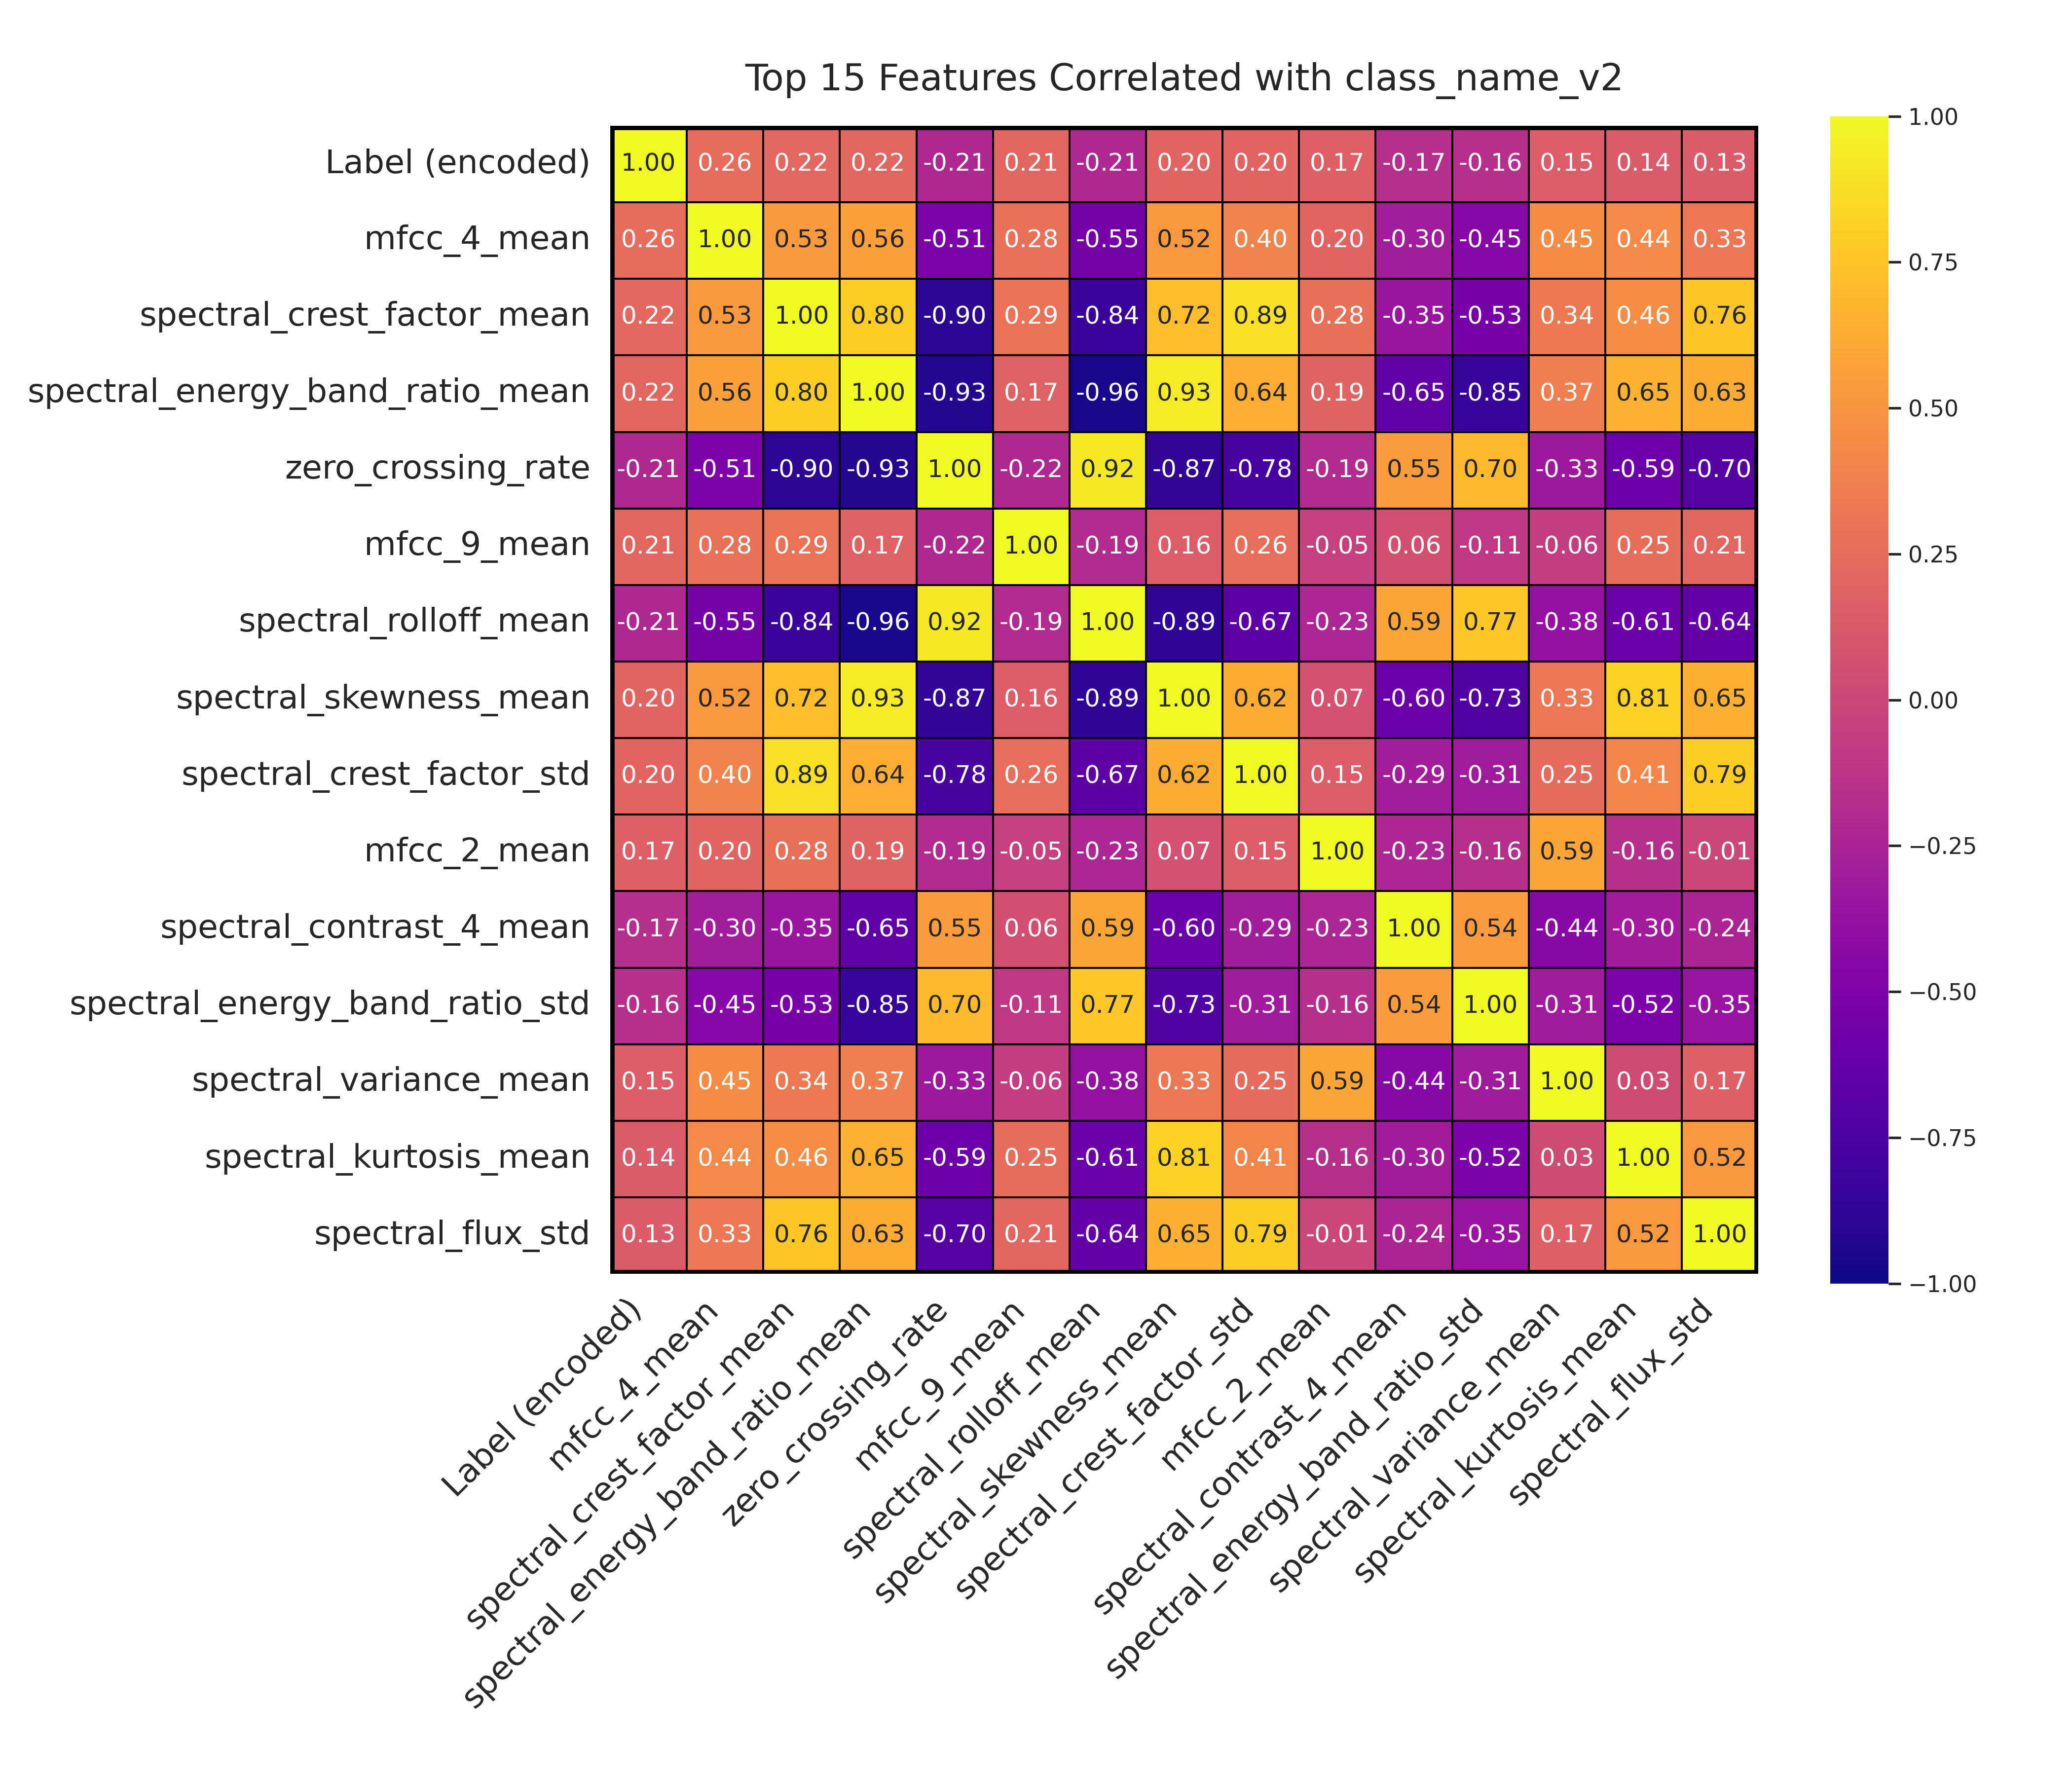 Top 15 Features Correlated with class_name_v2
Label (encoded) 1.00 0.26 0.22 0.22 -0.21 0.21 -0.21 0.20 0.20 0.17 -0.17 -0.16 0.15 0.14 0.13
mfcc_4_mean 0.26 1.00 0.53 0.56 -0.51 0.28 -0.55 0.52 0.40 0.20 -0.30 -0.45 0.45 0.44 0.33
spectral_crest_factor_mean 0.22 0.53 1.00 0.80 -0.90 0.29 -0.84 0.72 0.89 0.28 -0.35 -0.53 0.34 0.46 0.76
spectral_energy_band_ratio_mean 0.22 0.56 0.80 1.00 -0.93 0.17 -0.96 0.93 0.64 0.19 -0.65 -0.85 0.37 0.65 0.63
zero_crossing_rate -0.21 -0.51 -0.90 -0.93 1.00 -0.22 0.92 -0.87 -0.78 -0.19 0.55 0.70 -0.33 -0.59 -0.70
mfcc_9_mean 0.21 0.28 0.29 0.17 -0.22 1.00 -0.19 0.16 0.26 -0.05 0.06 -0.11 -0.06 0.25 0.21
spectral_rolloff_mean -0.21 -0.55 -0.84 -0.96 0.92 -0.19 1.00 -0.89 -0.67 -0.23 0.59 0.77 -0.38 -0.61 -0.64
spectral_skewness_mean 0.20 0.52 0.72 0.93 -0.87 0.16 -0.89 1.00 0.62 0.07 -0.60 -0.73 0.33 0.81 0.65
spectral_crest_factor_std 0.20 0.40 0.89 0.64 -0.78 0.26 -0.67 0.62 1.00 0.15 -0.29 -0.31 0.25 0.41 0.79
mfcc_2_mean 0.17 0.20 0.28 0.19 -0.19 -0.05 -0.23 0.07 0.15 1.00 -0.23 -0.16 0.59 -0.16 -0.01
spectral_contrast_4_mean -0.17 -0.30 -0.35 -0.65 0.55 0.06 0.59 -0.60 -0.29 -0.23 1.00 0.54 -0.44 -0.30 -0.24
spectral_energy_band_ratio_std -0.16 -0.45 -0.53 -0.85 0.70 -0.11 0.77 -0.73 -0.31 -0.16 0.54 1.00 -0.31 -0.52 -0.35
spectral_variance_mean 0.15 0.45 0.34 0.37 -0.33 -0.06 -0.38 0.33 0.25 0.59 -0.44 -0.31 1.00 0.03 0.17
spectral_kurtosis_mean 0.14 0.44 0.46 0.65 -0.59 0.25 -0.61 0.81 0.41 -0.16 -0.30 -0.52 0.03 1.00 0.52
spectral_flux_std 0.13 0.33 0.76 0.63 -0.70 0.21 -0.64 0.65 0.79 -0.01 -0.24 -0.35 0.17 0.52 1.00
Label (encoded)
mfcc_4_mean
spectral_crest_factor_mean
spectral_energy_band_ratio_mean
zero_crossing_rate
mfcc_9_mean
spectral_rolloff_mean
spectral_skewness_mean
spectral_crest_factor_std
mfcc_2_mean
spectral_contrast_4_mean
spectral_energy_band_ratio_std
spectral_variance_mean
spectral_kurtosis_mean
spectral_flux_std
1.00
0.75
0.50
0.25
0.00
−0.25
−0.50
−0.75
−1.00